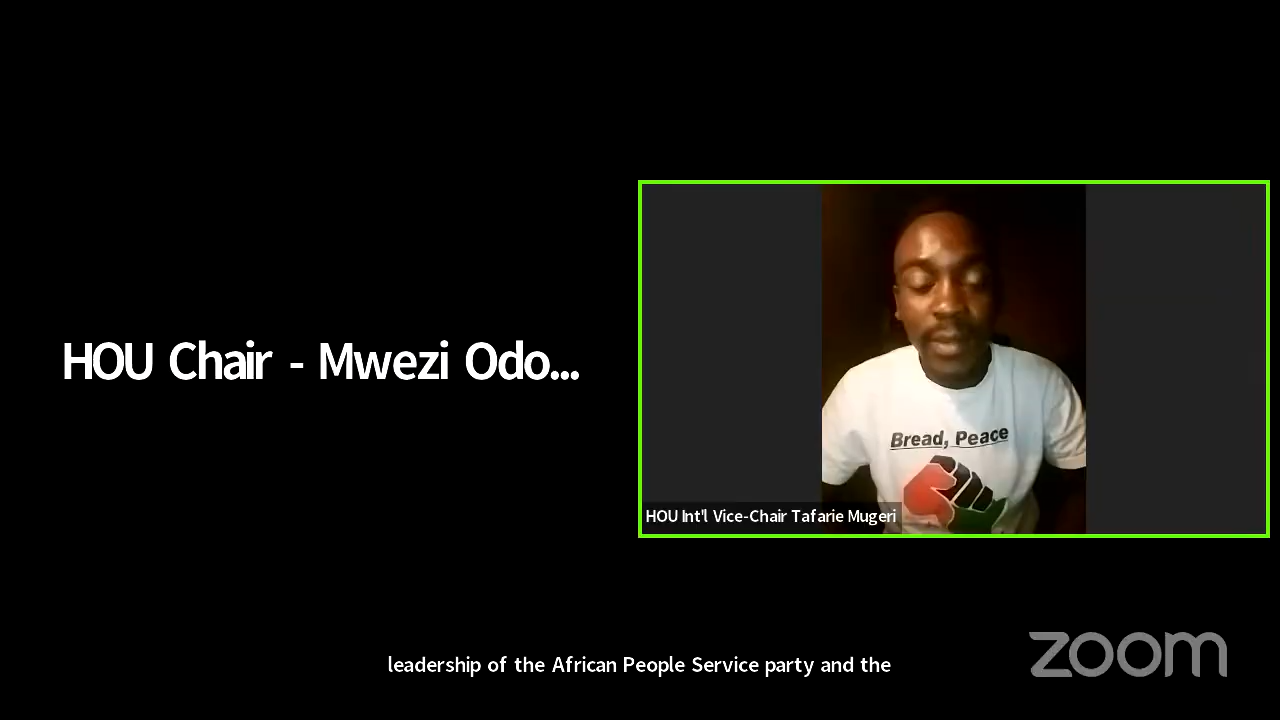 HOU Chair - Mwezi Odo...
Bread, Peace
HOU Int'l Vice-Chair Tafarie Mugeri
leadership of the African People Service party and the
zoom